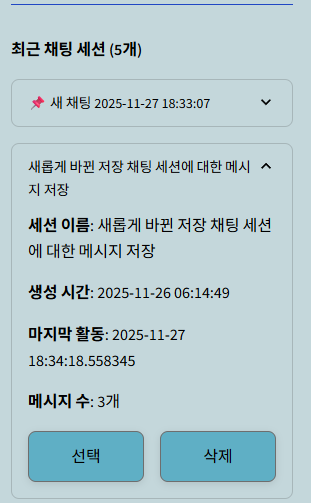 최근 채팅 세션 (5개)
📌 새 채팅 2025-11-27 18:33:07
새롭게 바뀐 저장 채팅 세션에 대한 메시
지 저장
세션 이름: 새롭게 바뀐 저장 채팅 세션
에 대한 메시지 저장
생성 시간: 2025-11-26 06:14:49
마지막 활동: 2025-11-27
18:34:18.558345
메시지 수: 3개
선택
삭제